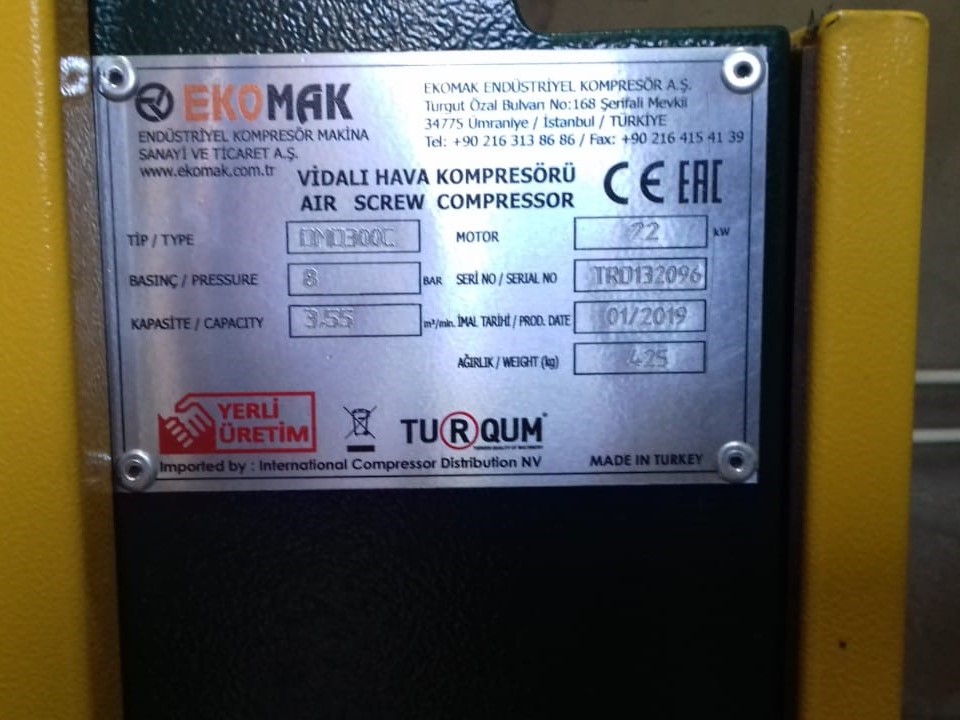 EKOMAK
ENDÜSTRİYEL KOMPRESÖR MAKİNA
SANAYİ VE TİCARET A.Ş.
www.ekomak.com.tr
EKOMAK ENDÜSTRİYEL KOMPRESÖR A.Ş.
Turgut Özal Bulvarı No:168 Şerifali Mevkii
34775 Ümraniye / İstanbul / TÜRKİYE
Tel: +90 216 313 86 86 / Fax: +90 216 415 41 39
VİDALI HAVA KOMPRESÖRÜ
AIR SCREW COMPRESSOR
CE EAC
TİP / TYPE DMD300C
MOTOR 22 kW
BASINÇ / PRESSURE 8 BAR
SERİ NO / SERIAL NO TRD132096
KAPASİTE / CAPACITY 3.55 m³/min.
İMAL TARİHİ / PROD. DATE 01/2019
AĞIRLIK / WEIGHT (kg) 425
YERLİ
ÜRETİM
TURQUM
Imported by : International Compressor Distribution NV
MADE IN TURKEY